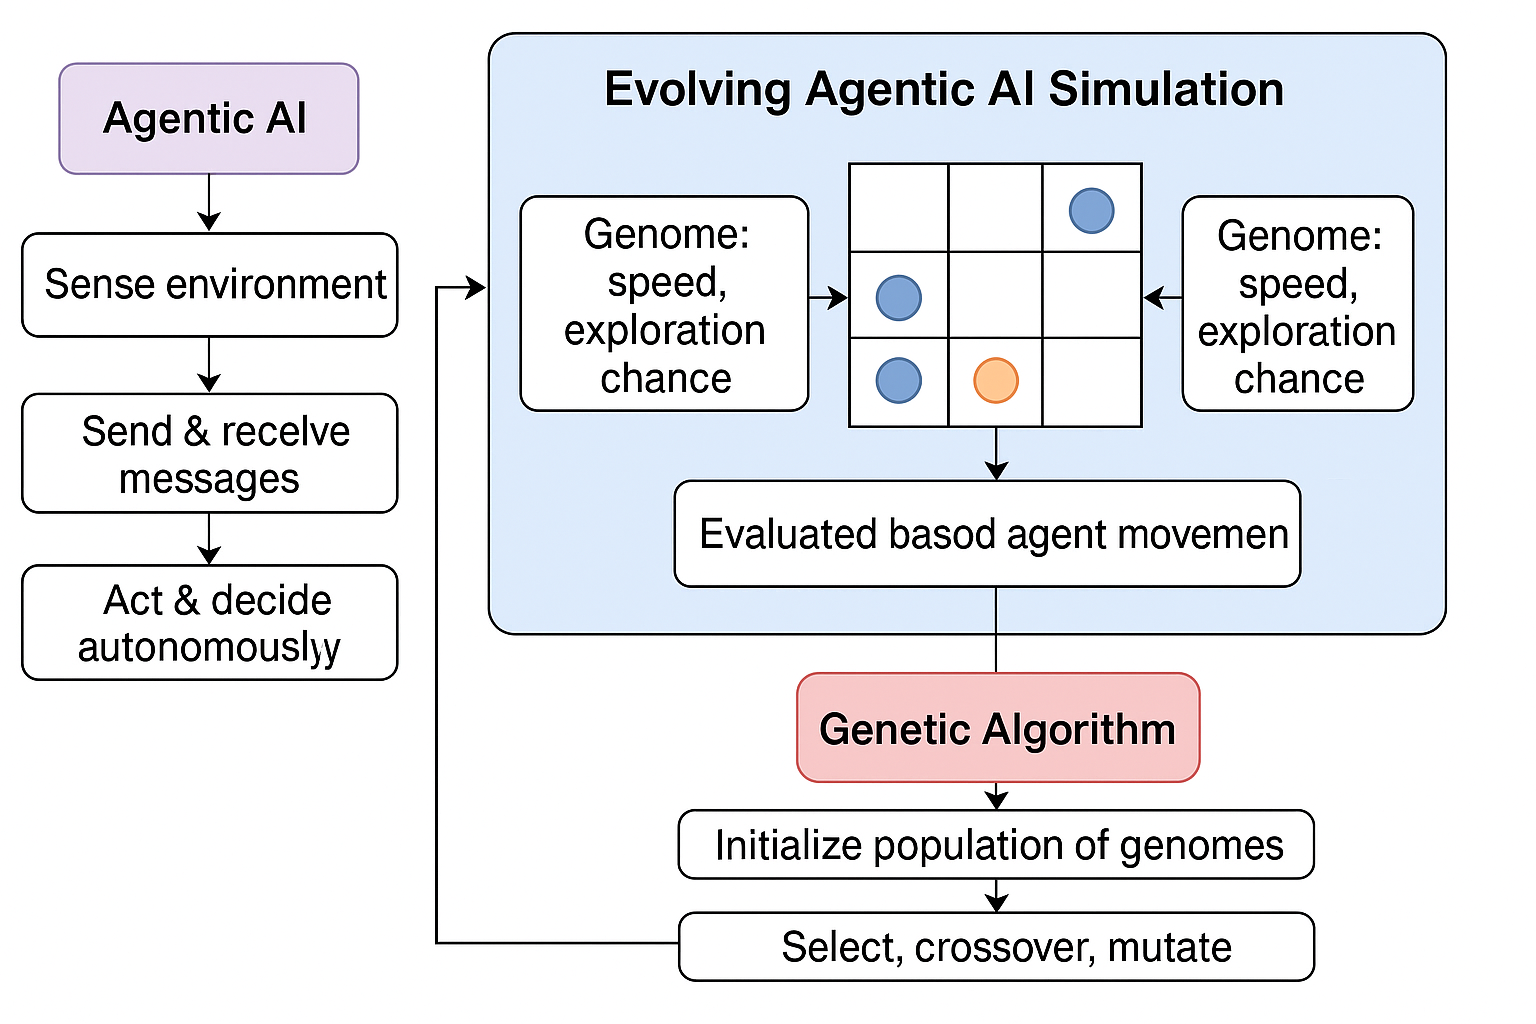 Agentic AI
Sense environment
Send & recelve
messages
Act & decide
autonomouslyy
Evolving Agentic AI Simulation
Genome:
speed,
exploration
chance
Genome:
speed,
exploration
chance
Evaluated basod agent movemen
Genetic Algorithm
Initialize population of genomes
Select, crossover, mutate